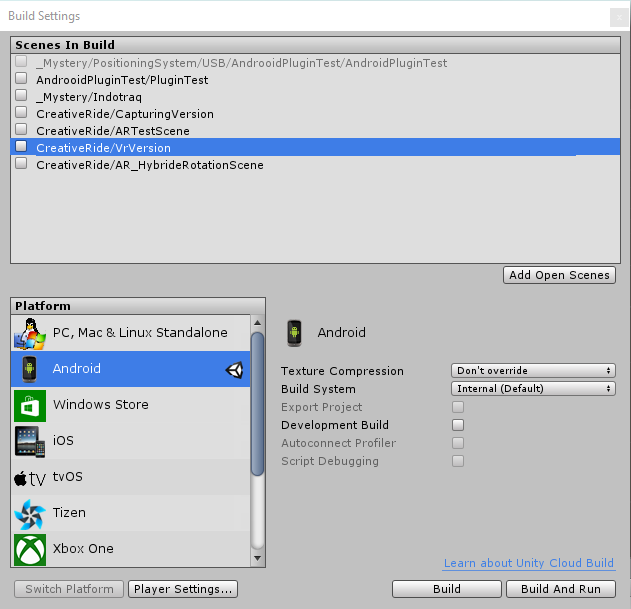 Build Settings
Scenes In Build
_Mystery/PositioningSystem/USB/AndrooidPluginTest/AndroidPluginTest
AndrooidPluginTest/PluginTest
_Mystery/Indotraq
CreativeRide/CapturingVersion
CreativeRide/ARTestScene
CreativeRide/VrVersion
CreativeRide/AR_HybrideRotationScene
Add Open Scenes
Platform
PC, Mac & Linux Standalone
Android
Windows Store
iOS
tv
tvOS
Tizen
Xbox One
Android
Texture Compression
Don't override
Build System
Internal (Default)
Export Project
Development Build
Autoconnect Profiler
Script Debugging
Learn about Unity Cloud Build
Switch Platform
Player Settings...
Build
Build And Run